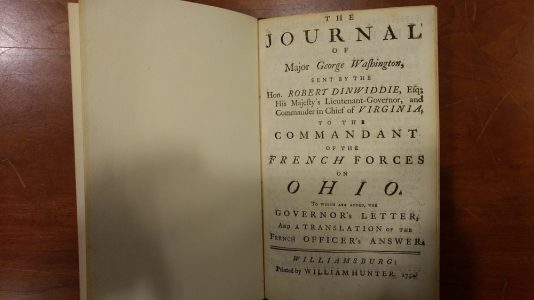 THE
JOURNAL
OF
Major George Washington,
SENT BY THE
Hon. ROBERT DINWIDDIE, Esq;
His Majesty's Lieutenant-Governor, and
Commander in Chief of VIRGINIA,
TO THE
COMMANDANT
OF THE
FRENCH FORCES
ON
OHIO.
TO WHICH ARE ADDED, THE
GOVERNOR'S LETTER;
AND A TRANSLATION OF THE
FRENCH OFFICER'S ANSWER.
WILLIAMSBURG:
Printed by WILLIAM HUNTER. 1754.